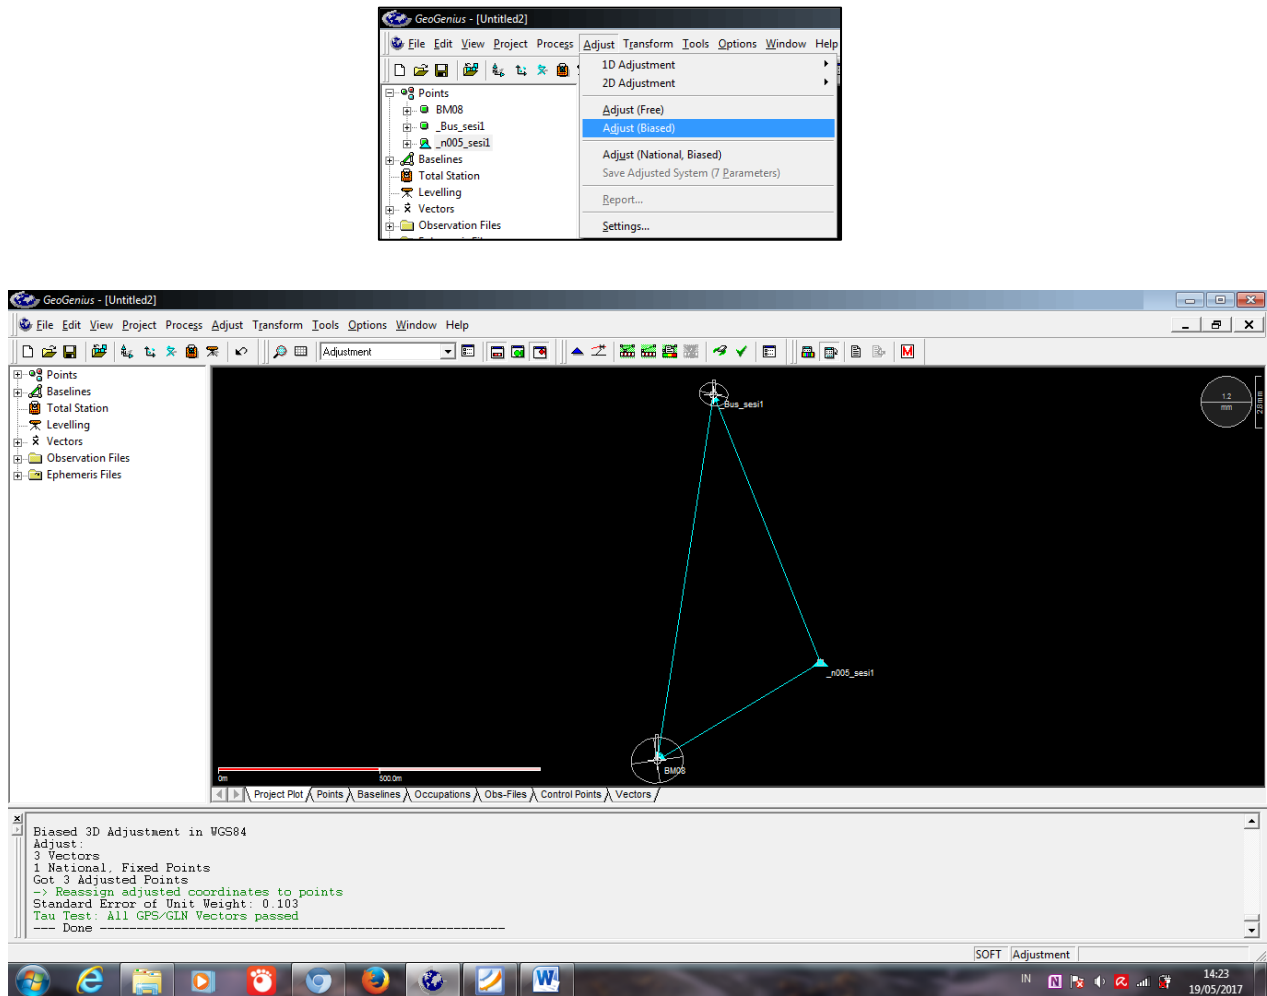 GeoGenius - [Untitled2]
File Edit View Project Process Adjust Transform Tools Options Window Help
Points
BM08
_Bus_sesi1
_n005_sesi1
Baselines
Total Station
Levelling
Vectors
Observation Files
1D Adjustment
2D Adjustment
Adjust (Free)
Adjust (Biased)
Adjust (National, Biased)
Save Adjusted System (7 Parameters)
Report...
Settings...
GeoGenius - [Untitled2]
File Edit View Project Process Adjust Transform Tools Options Window Help
Adjustment
M
Points
Baselines
Total Station
Levelling
Vectors
Observation Files
Ephemeris Files
_Bus_sesi1
1.2
mm
2.0mm
_n005_sesi1
BM08
0m
500.0m
Project Plot Points Baselines Occupations Obs-Files Control Points Vectors
Biased 3D Adjustment in WGS84
Adjust:
3 Vectors
1 National, Fixed Points
Got 3 Adjusted Points
-> Reassign adjusted coordinates to points
Standard Error of Unit Weight: 0.103
Tau Test: All GPS/GLN Vectors passed
--- Done -------------------------------------------------------
SOFT Adjustment
IN
14:23
19/05/2017